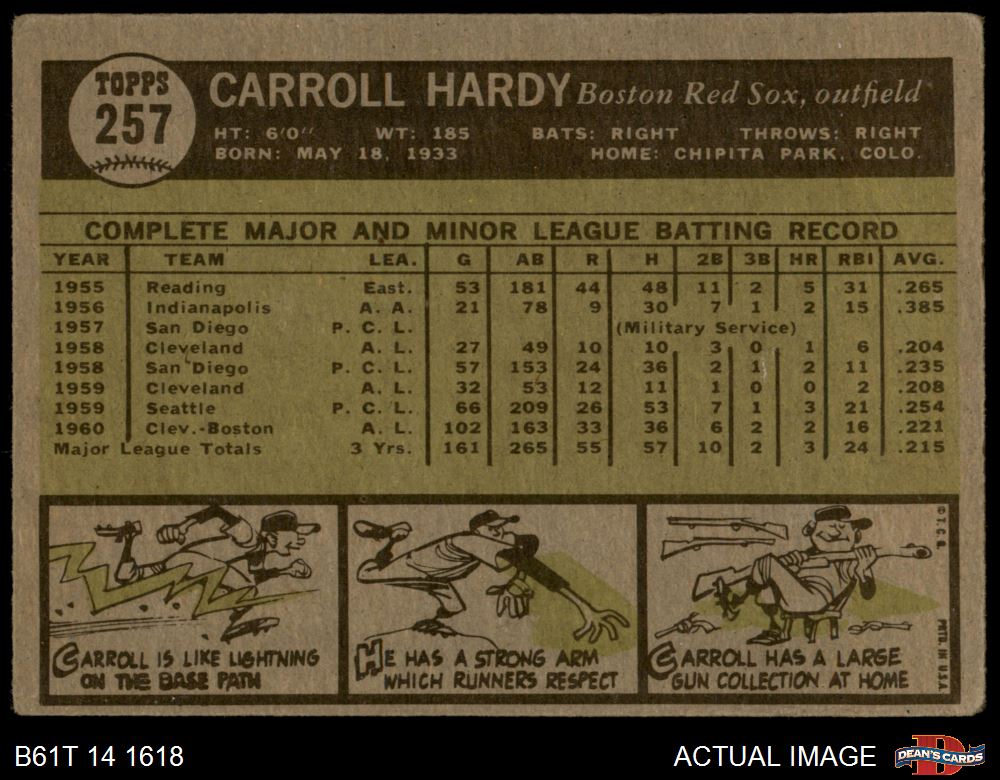 TOPPS
257
CARROLL HARDY Boston Red Sox, outfield
HT: 6'0" WT: 185 BATS: RIGHT THROWS: RIGHT
BORN: MAY 18, 1933 HOME: CHIPITA PARK, COLO.
COMPLETE MAJOR AND MINOR LEAGUE BATTING RECORD
YEAR TEAM LEA. G AB R H 2B 3B HR RBI AVG.
1955 Reading East. 53 181 44 48 11 2 5 31 .265
1956 Indianapolis A. A. 21 78 9 30 7 1 2 15 .385
1957 San Diego P. C. L. (Military Service)
1958 Cleveland A. L. 27 49 10 10 3 0 1 6 .204
1958 San Diego P. C. L. 57 153 24 36 2 1 2 11 .235
1959 Cleveland A. L. 32 53 12 11 1 0 0 2 .208
1959 Seattle P. C. L. 66 209 26 53 7 1 3 21 .254
1960 Clev.-Boston A. L. 102 163 33 36 6 2 2 16 .221
Major League Totals 3 Yrs. 161 265 55 57 10 2 3 24 .215
CARROLL IS LIKE LIGHTNING
ON THE BASE PATH
HE HAS A STRONG ARM
WHICH RUNNERS RESPECT
CARROLL HAS A LARGE
GUN COLLECTION AT HOME
© T. C. G.
PRTD. IN U.S.A.
B61T 14 1618
ACTUAL IMAGE
D
DEAN'S CARDS